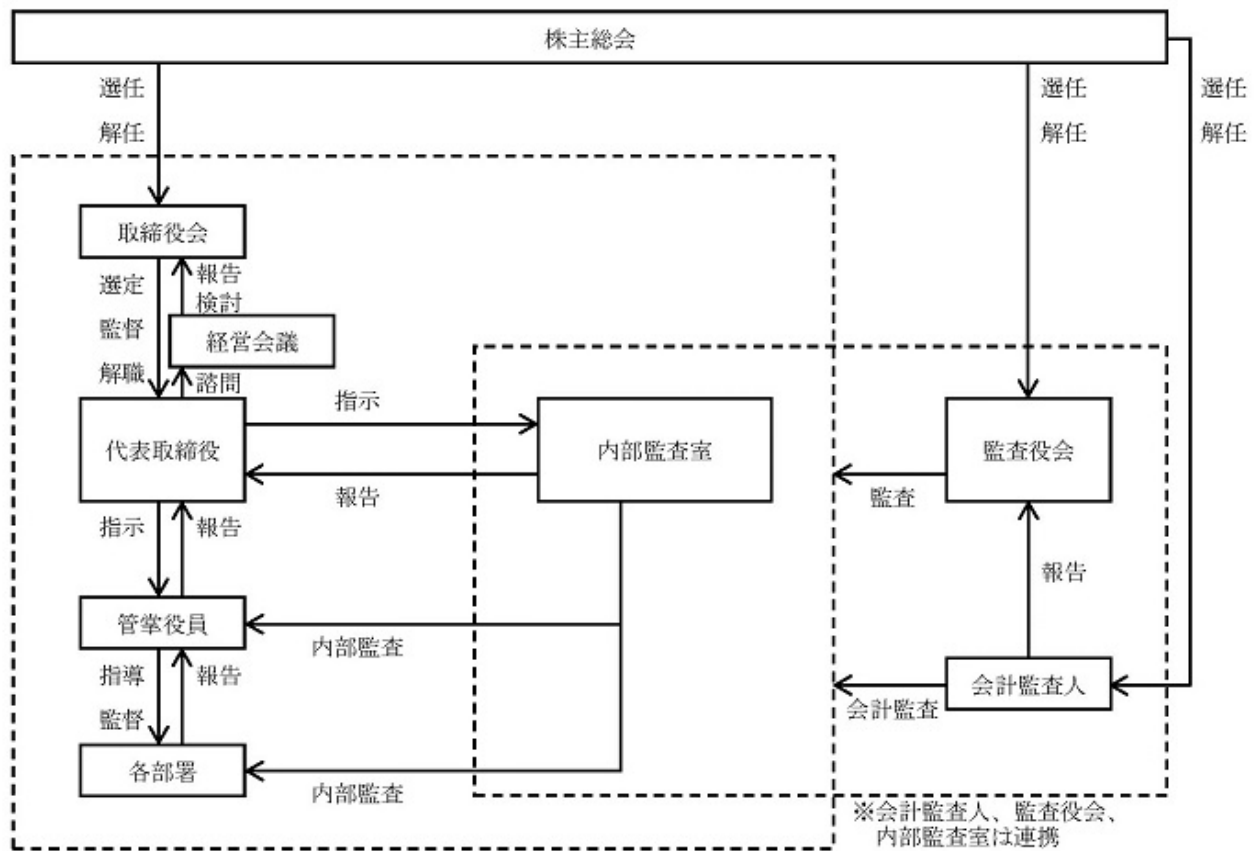 株主総会
選任
解任
選任
解任
選任
解任
取締役会
選定
監督
解職
報告
検討
経営会議
諮問
代表取締役
指示
報告
内部監査室
監査役会
監査
指示
報告
報告
管掌役員
内部監査
会計監査人
会計監査
指導
監督
報告
各部署
内部監査
※会計監査人、監査役会、
内部監査室は連携